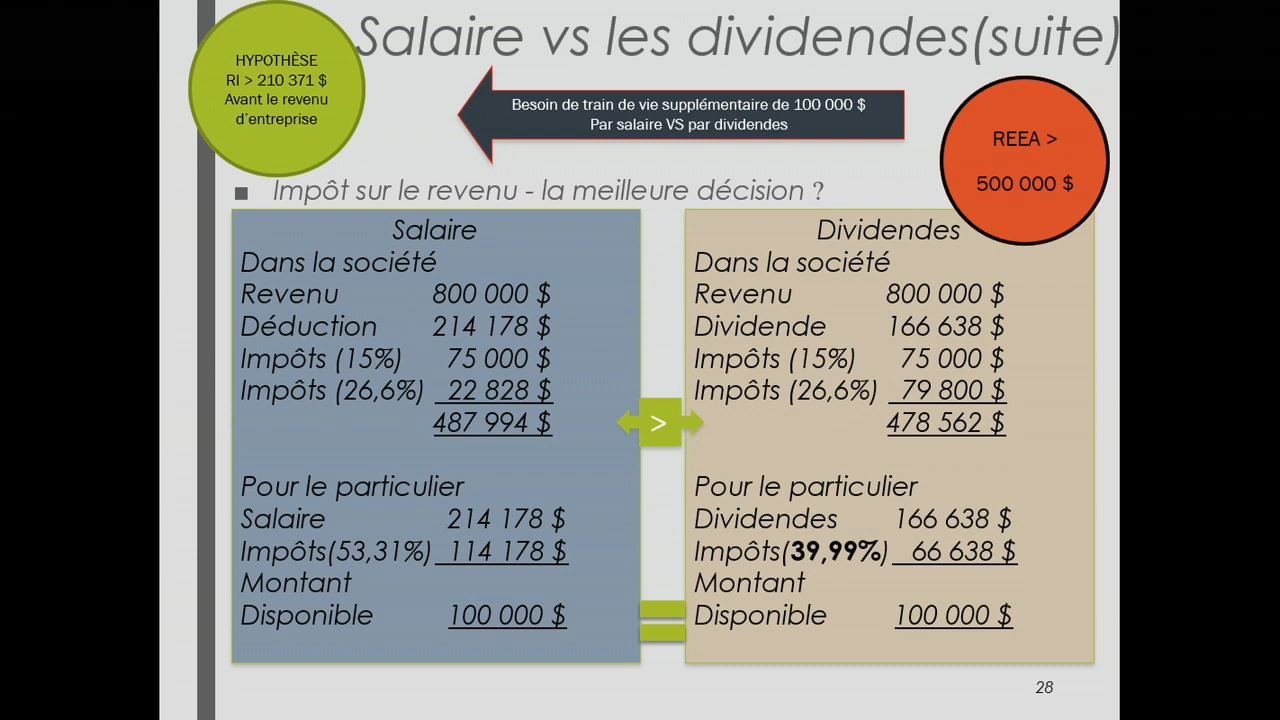 Salaire vs les dividendes(suite)
HYPOTHÈSE
RI > 210 371 $
Avant le revenu
d'entreprise
Besoin de train de vie supplémentaire de 100 000 $
Par salaire VS par dividendes
REEA >
500 000 $
■ Impôt sur le revenu - la meilleure décision ?
Salaire
Dans la société
Revenu 800 000 $
Déduction 214 178 $
Impôts (15%) 75 000 $
Impôts (26,6%) 22 828 $
487 994 $
Pour le particulier
Salaire 214 178 $
Impôts(53,31%) 114 178 $
Montant
Disponible 100 000 $
>
Dividendes
Dans la société
Revenu 800 000 $
Dividende 166 638 $
Impôts (15%) 75 000 $
Impôts (26,6%) 79 800 $
478 562 $
Pour le particulier
Dividendes 166 638 $
Impôts(39,99%) 66 638 $
Montant
Disponible 100 000 $
28